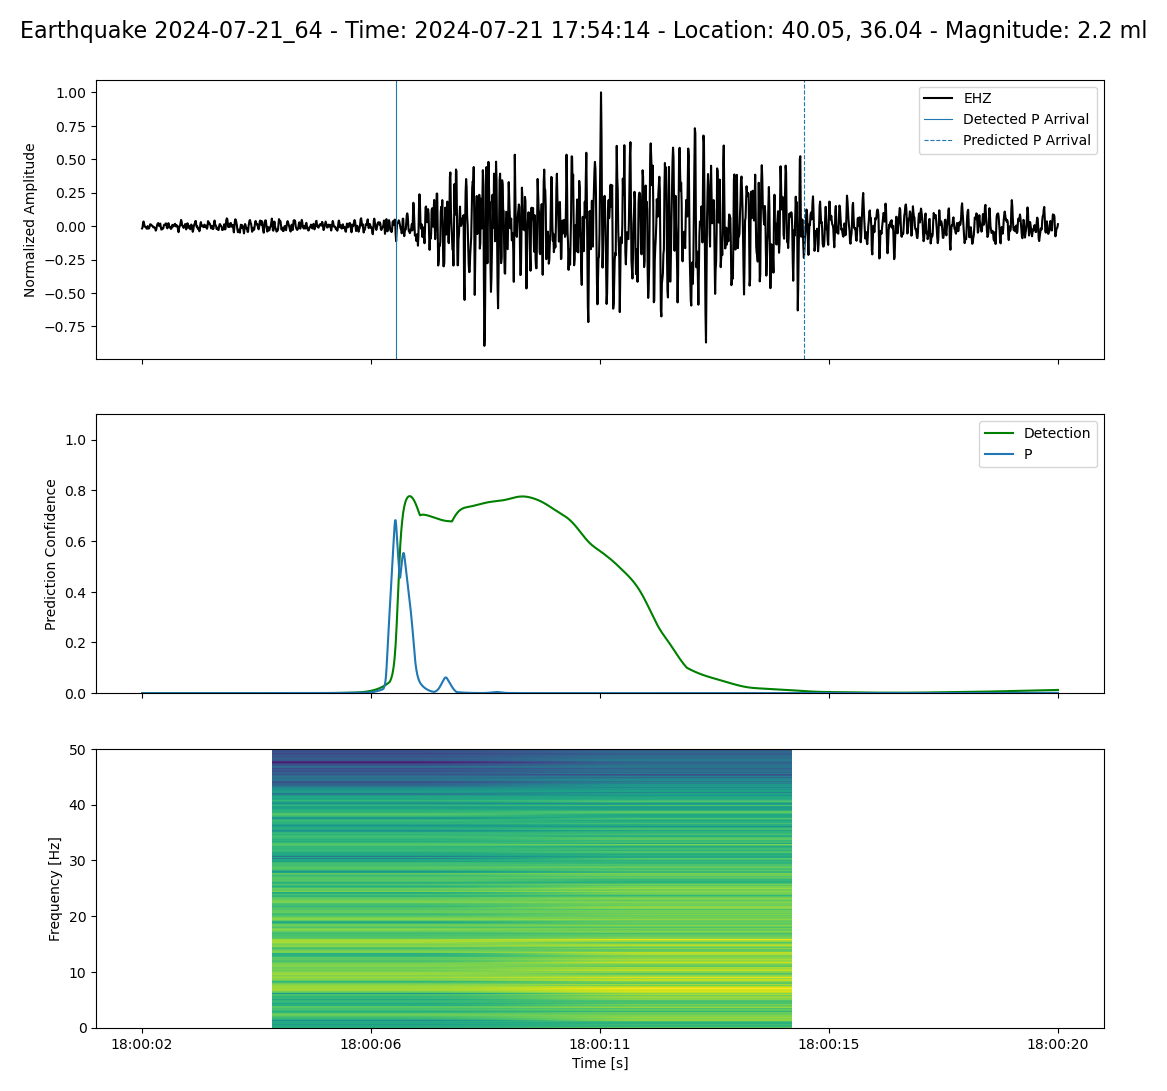 Earthquake 2024-07-21_64 - Time: 2024-07-21 17:54:14 - Location: 40.05, 36.04 - Magnitude: 2.2 ml
Normalized Amplitude
1.00
0.75
0.50
0.25
0.00
−0.25
−0.50
−0.75
EHZ
Detected P Arrival
Predicted P Arrival
Prediction Confidence
1.0
0.8
0.6
0.4
0.2
0.0
Detection
P
Frequency [Hz]
50
40
30
20
10
0
18:00:02
18:00:06
18:00:11
18:00:15
18:00:20
Time [s]